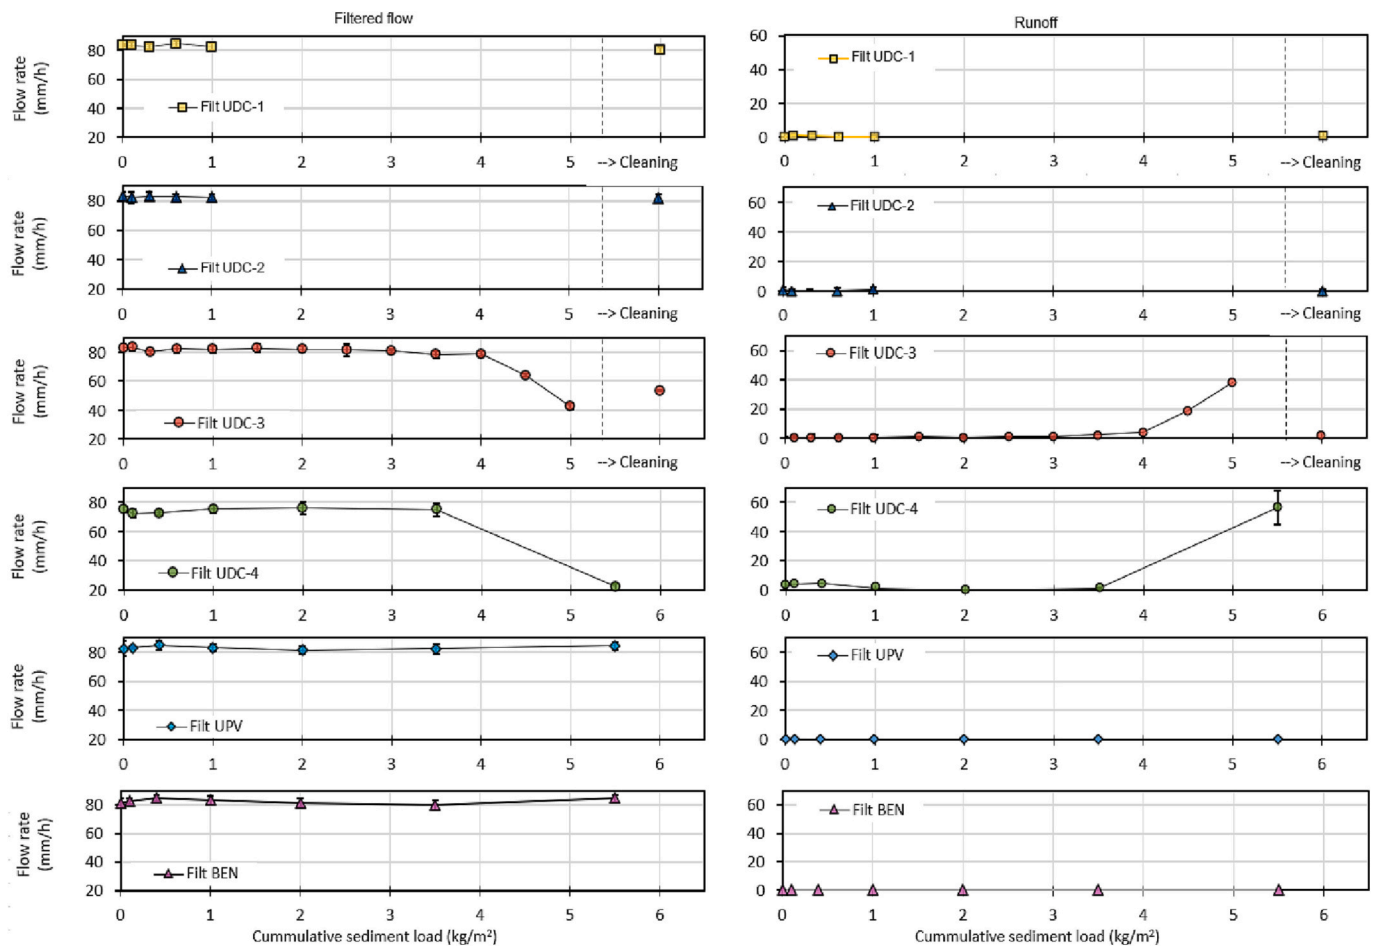 Filtered flow
Runoff
Flow rate
(mm/h)
80
60
40
20
Filt UDC-1
0 1 2 3 4 5 --> Cleaning
60
40
20
0
Filt UDC-1
0 1 2 3 4 5 --> Cleaning
Flow rate
(mm/h)
80
60
40
20
Filt UDC-2
0 1 2 3 4 5 --> Cleaning
60
40
20
0
Filt UDC-2
0 1 2 3 4 5 --> Cleaning
Flow rate
(mm/h)
80
60
40
20
Filt UDC-3
0 1 2 3 4 5 --> Cleaning
60
40
20
0
Filt UDC-3
0 1 2 3 4 5 --> Cleaning
Flow rate
(mm/h)
80
60
40
20
Filt UDC-4
0 1 2 3 4 5 6
60
40
20
0
Filt UDC-4
0 1 2 3 4 5 6
Flow rate
(mm/h)
80
60
40
20
Filt UPV
0 1 2 3 4 5 6
60
40
20
0
Filt UPV
0 1 2 3 4 5 6
Flow rate
(mm/h)
80
60
40
20
Filt BEN
0 1 2 3 4 5 6
Cummulative sediment load (kg/m²)
60
40
20
0
Filt BEN
0 1 2 3 4 5 6
Cummulative sediment load (kg/m²)